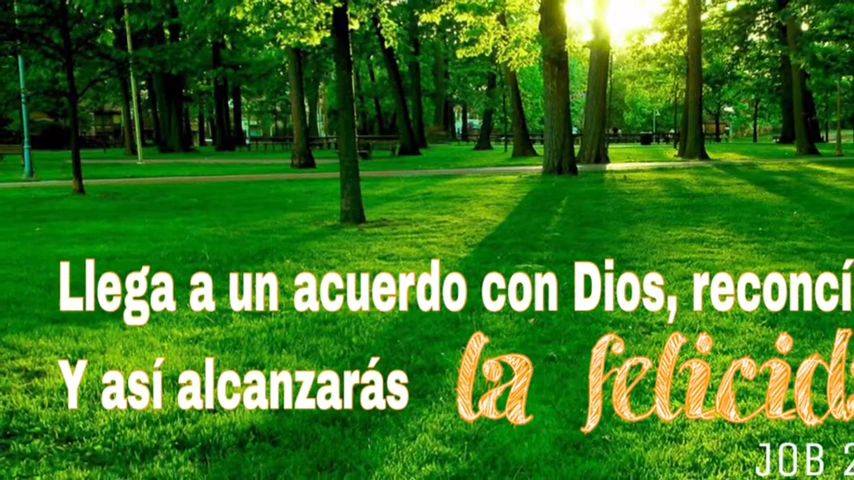 Llega a un acuerdo con Dios, reconcí
Y así alcanzarás la felicid
JOB 2